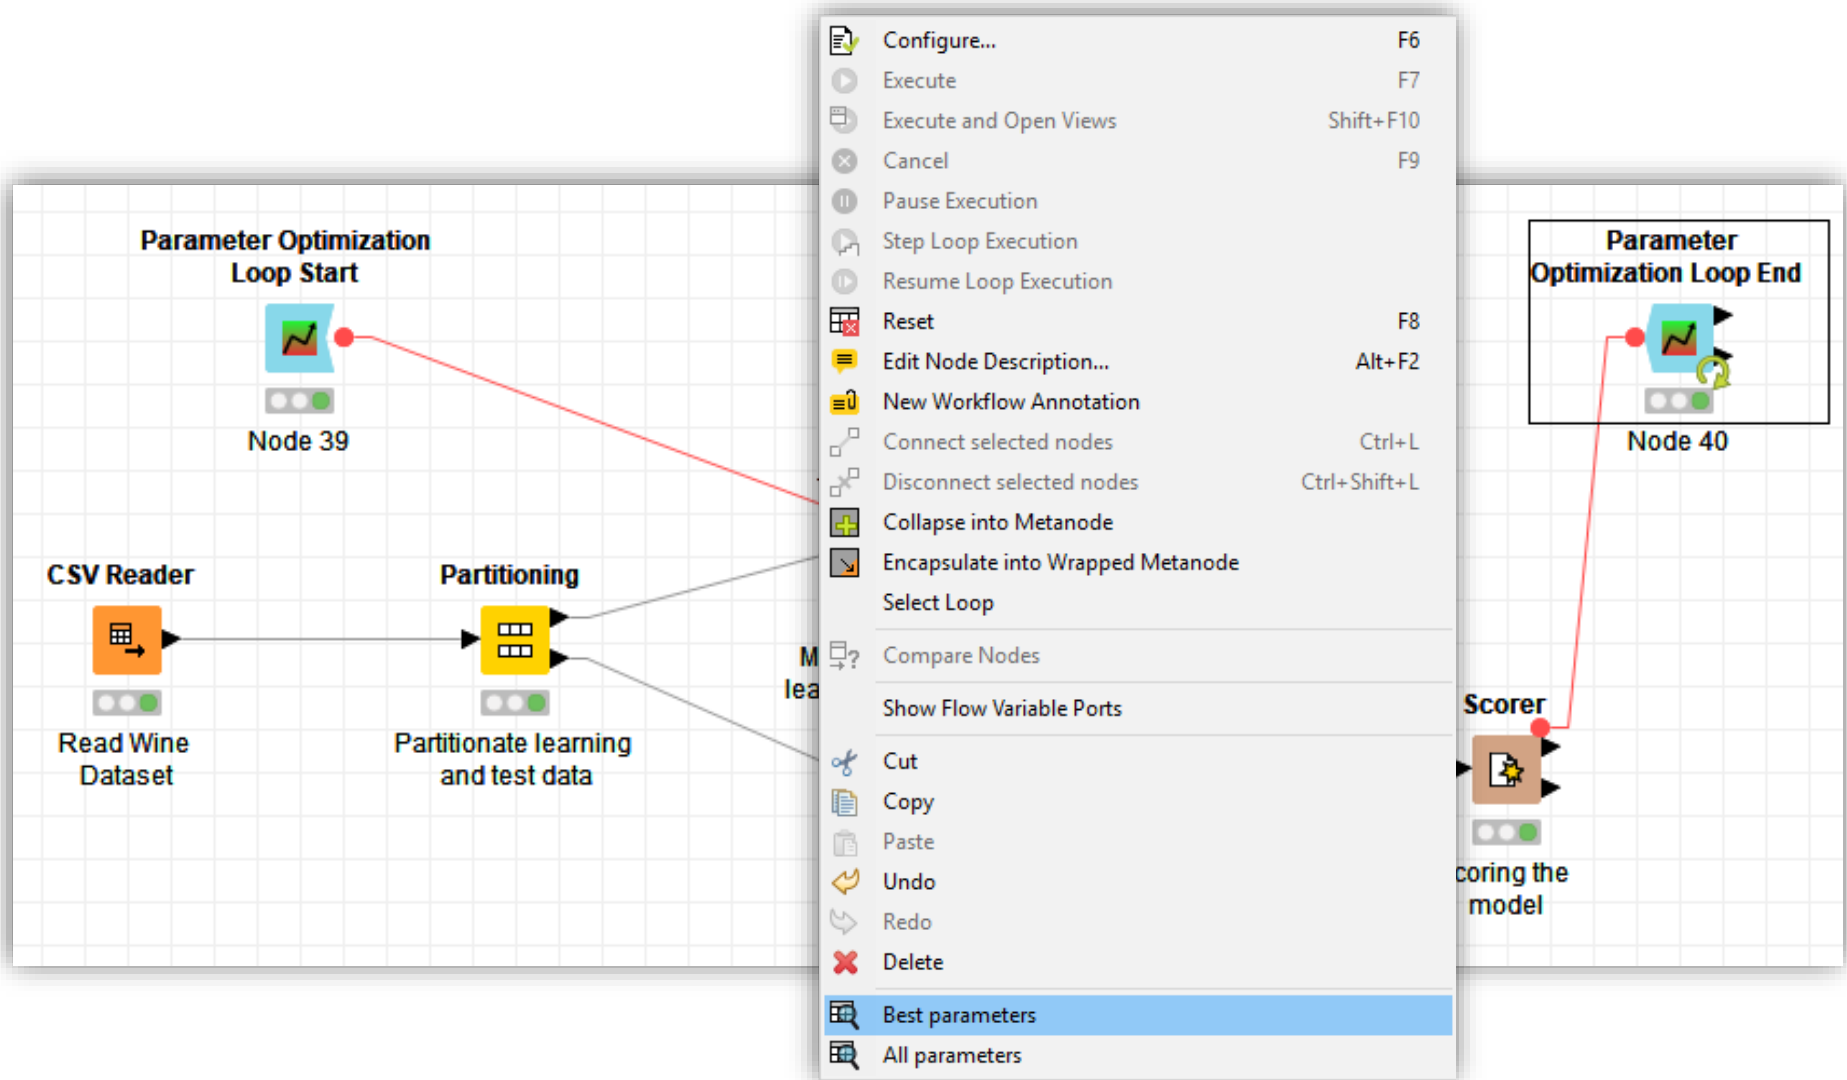 Configure... F6
Execute F7
Execute and Open Views Shift+F10
Cancel F9
Pause Execution
Step Loop Execution
Resume Loop Execution
Reset F8
Edit Node Description... Alt+F2
New Workflow Annotation
Connect selected nodes Ctrl+L
Disconnect selected nodes Ctrl+Shift+L
Collapse into Metanode
Encapsulate into Wrapped Metanode
Select Loop
Compare Nodes
Show Flow Variable Ports
Cut
Copy
Paste
Undo
Redo
Delete
Best parameters
All parameters
Parameter Optimization
Loop Start
Node 39
CSV Reader
Read Wine
Dataset
Partitioning
Partitionate learning
and test data
M
lea
Parameter
Optimization Loop End
Node 40
Scorer
coring the
model